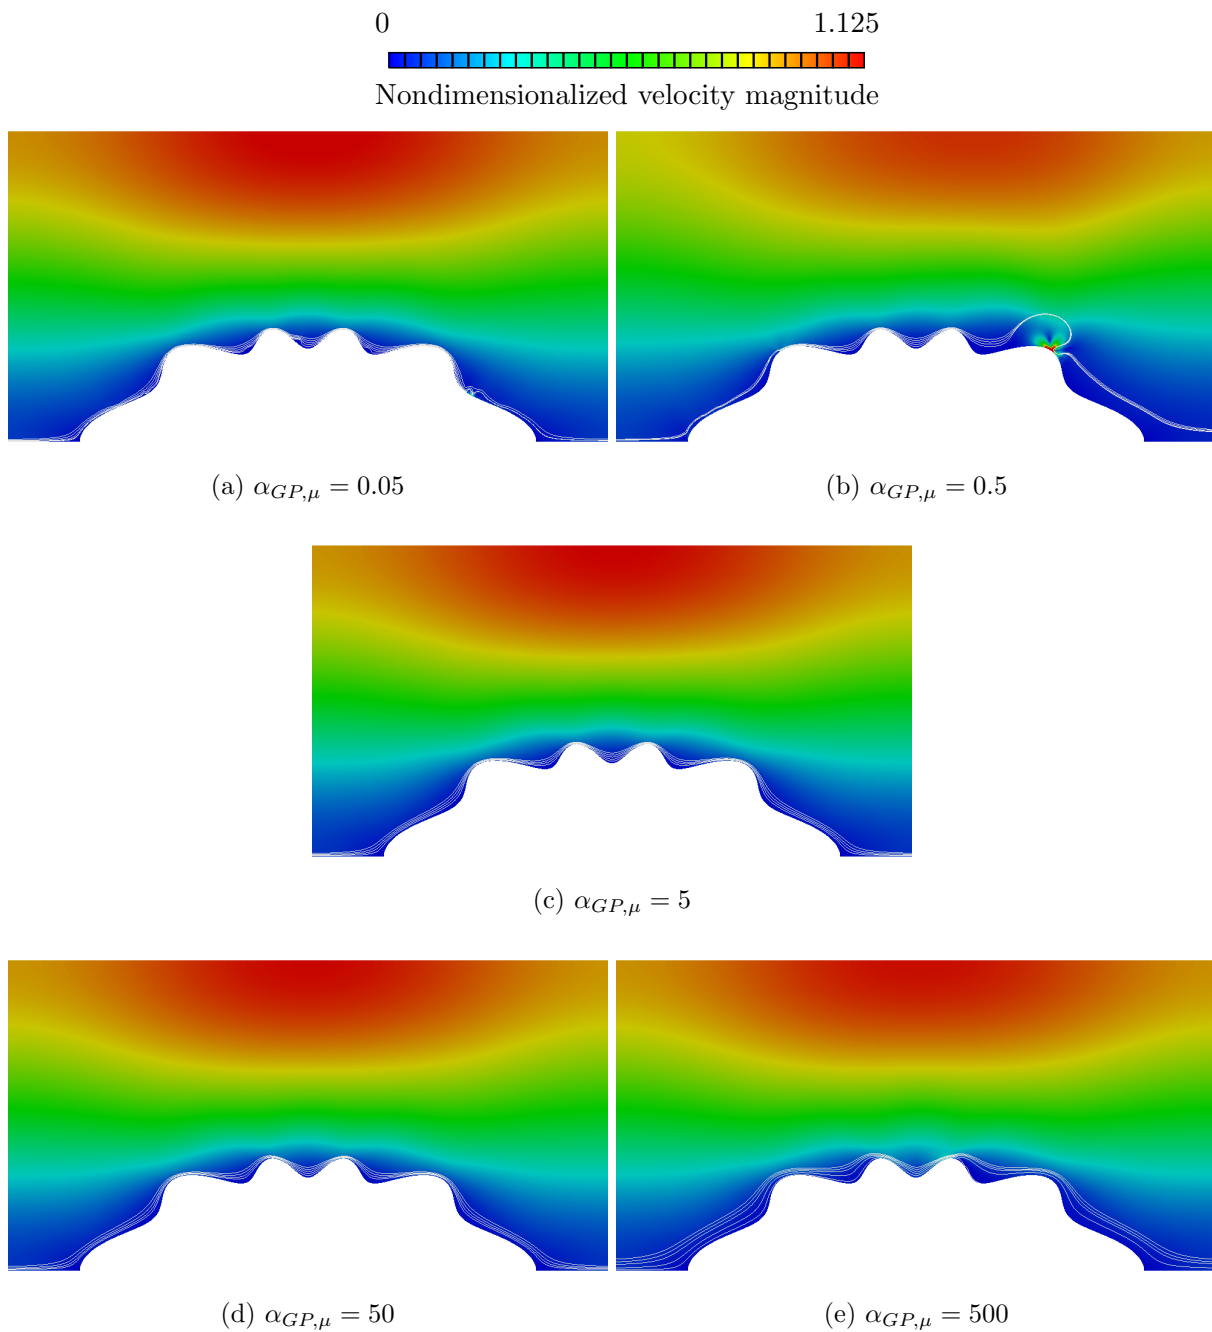 0 1.125
Nondimensionalized velocity magnitude
(a) α_{GP,μ} = 0.05
(b) α_{GP,μ} = 0.5
(c) α_{GP,μ} = 5
(d) α_{GP,μ} = 50
(e) α_{GP,μ} = 500